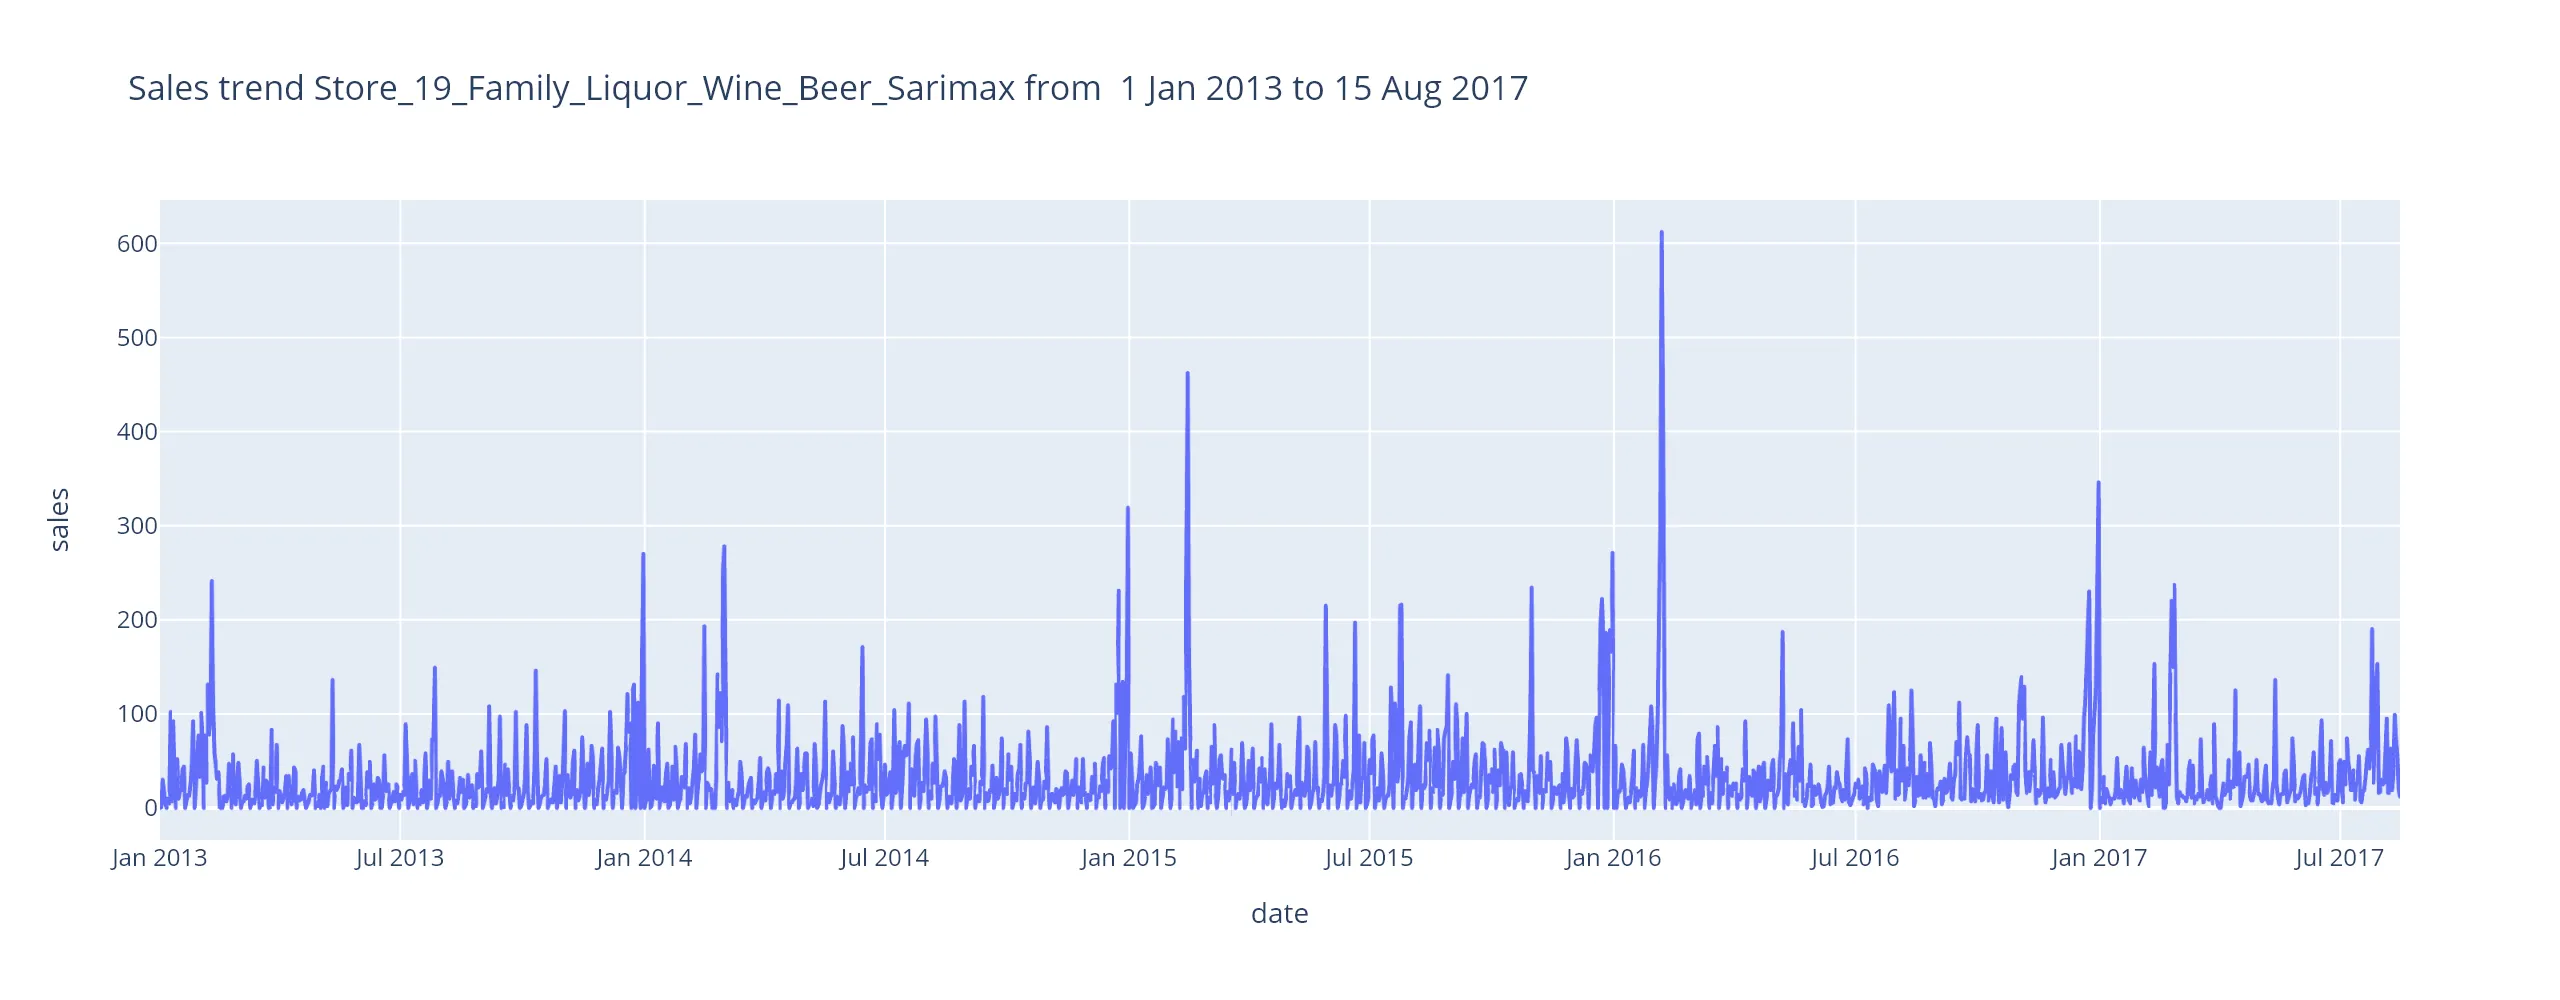 Sales trend Store_19_Family_Liquor_Wine_Beer_Sarimax from  1 Jan 2013 to 15 Aug 2017
600
500
400
300
200
100
0
sales
Jan 2013 Jul 2013 Jan 2014 Jul 2014 Jan 2015 Jul 2015 Jan 2016 Jul 2016 Jan 2017 Jul 2017
date